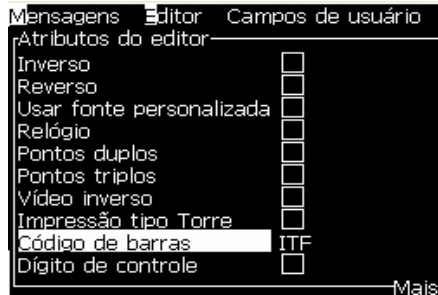 Mensagens Editor Campos de usuário
Atributos do editor
Inverso
Reverso
Usar fonte personalizada
Relógio
Pontos duplos
Pontos triplos
Vídeo inverso
Impressão tipo Torre
Código de barras ITF
Dígito de controle
Mais